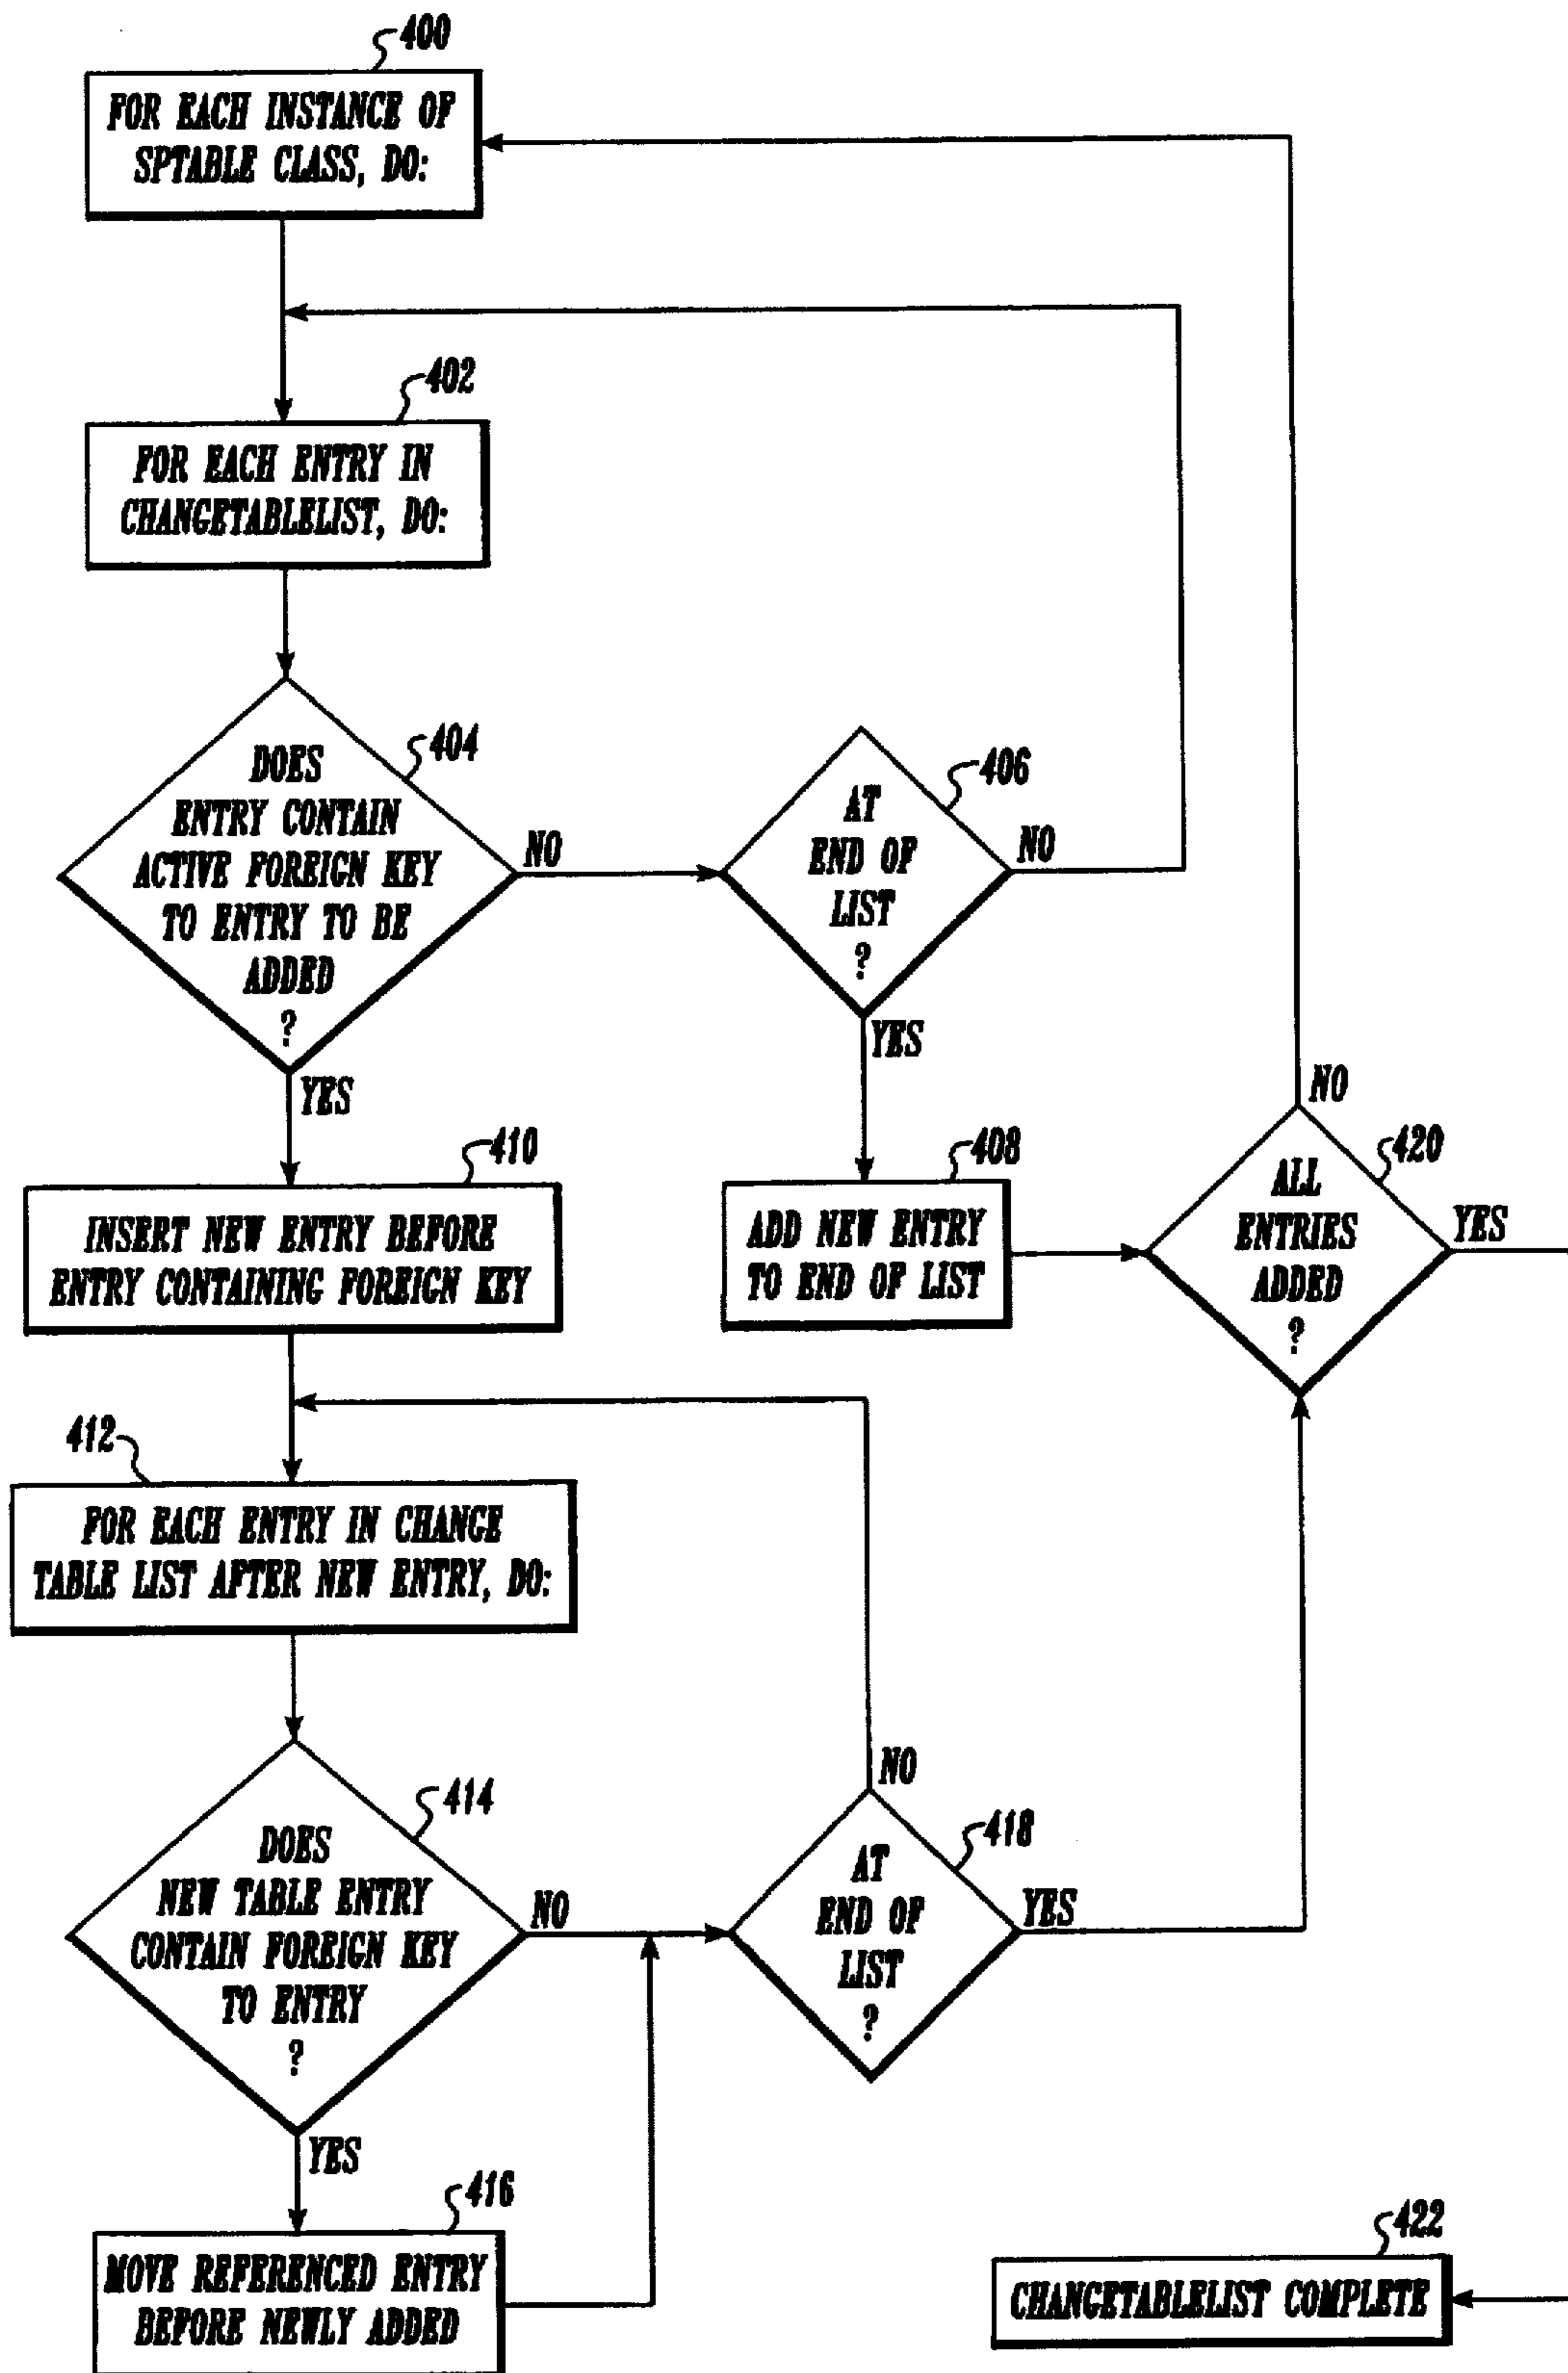 400
FOR EACH INSTANCE OF
SPTABLE CLASS, DO:
402
FOR EACH ENTRY IN
CHANGETABLELIST, DO:
404
DOES
ENTRY CONTAIN
ACTIVE FOREIGN KEY
TO ENTRY TO BE
ADDED
?
NO
YES
406
AT
END OF
LIST
?
NO
YES
410
INSERT NEW ENTRY BEFORE
ENTRY CONTAINING FOREIGN KEY
408
ADD NEW ENTRY
TO END OF LIST
NO
420
ALL
ENTRIES
ADDED
?
YES
412
FOR EACH ENTRY IN CHANGE
TABLE LIST AFTER NEW ENTRY, DO:
414
DOES
NEW TABLE ENTRY
CONTAIN FOREIGN KEY
TO ENTRY
?
NO
YES
NO
418
AT
END OF
LIST
?
YES
416
MOVE REFERENCED ENTRY
BEFORE NEWLY ADDED
422
CHANGETABLELIST COMPLETE